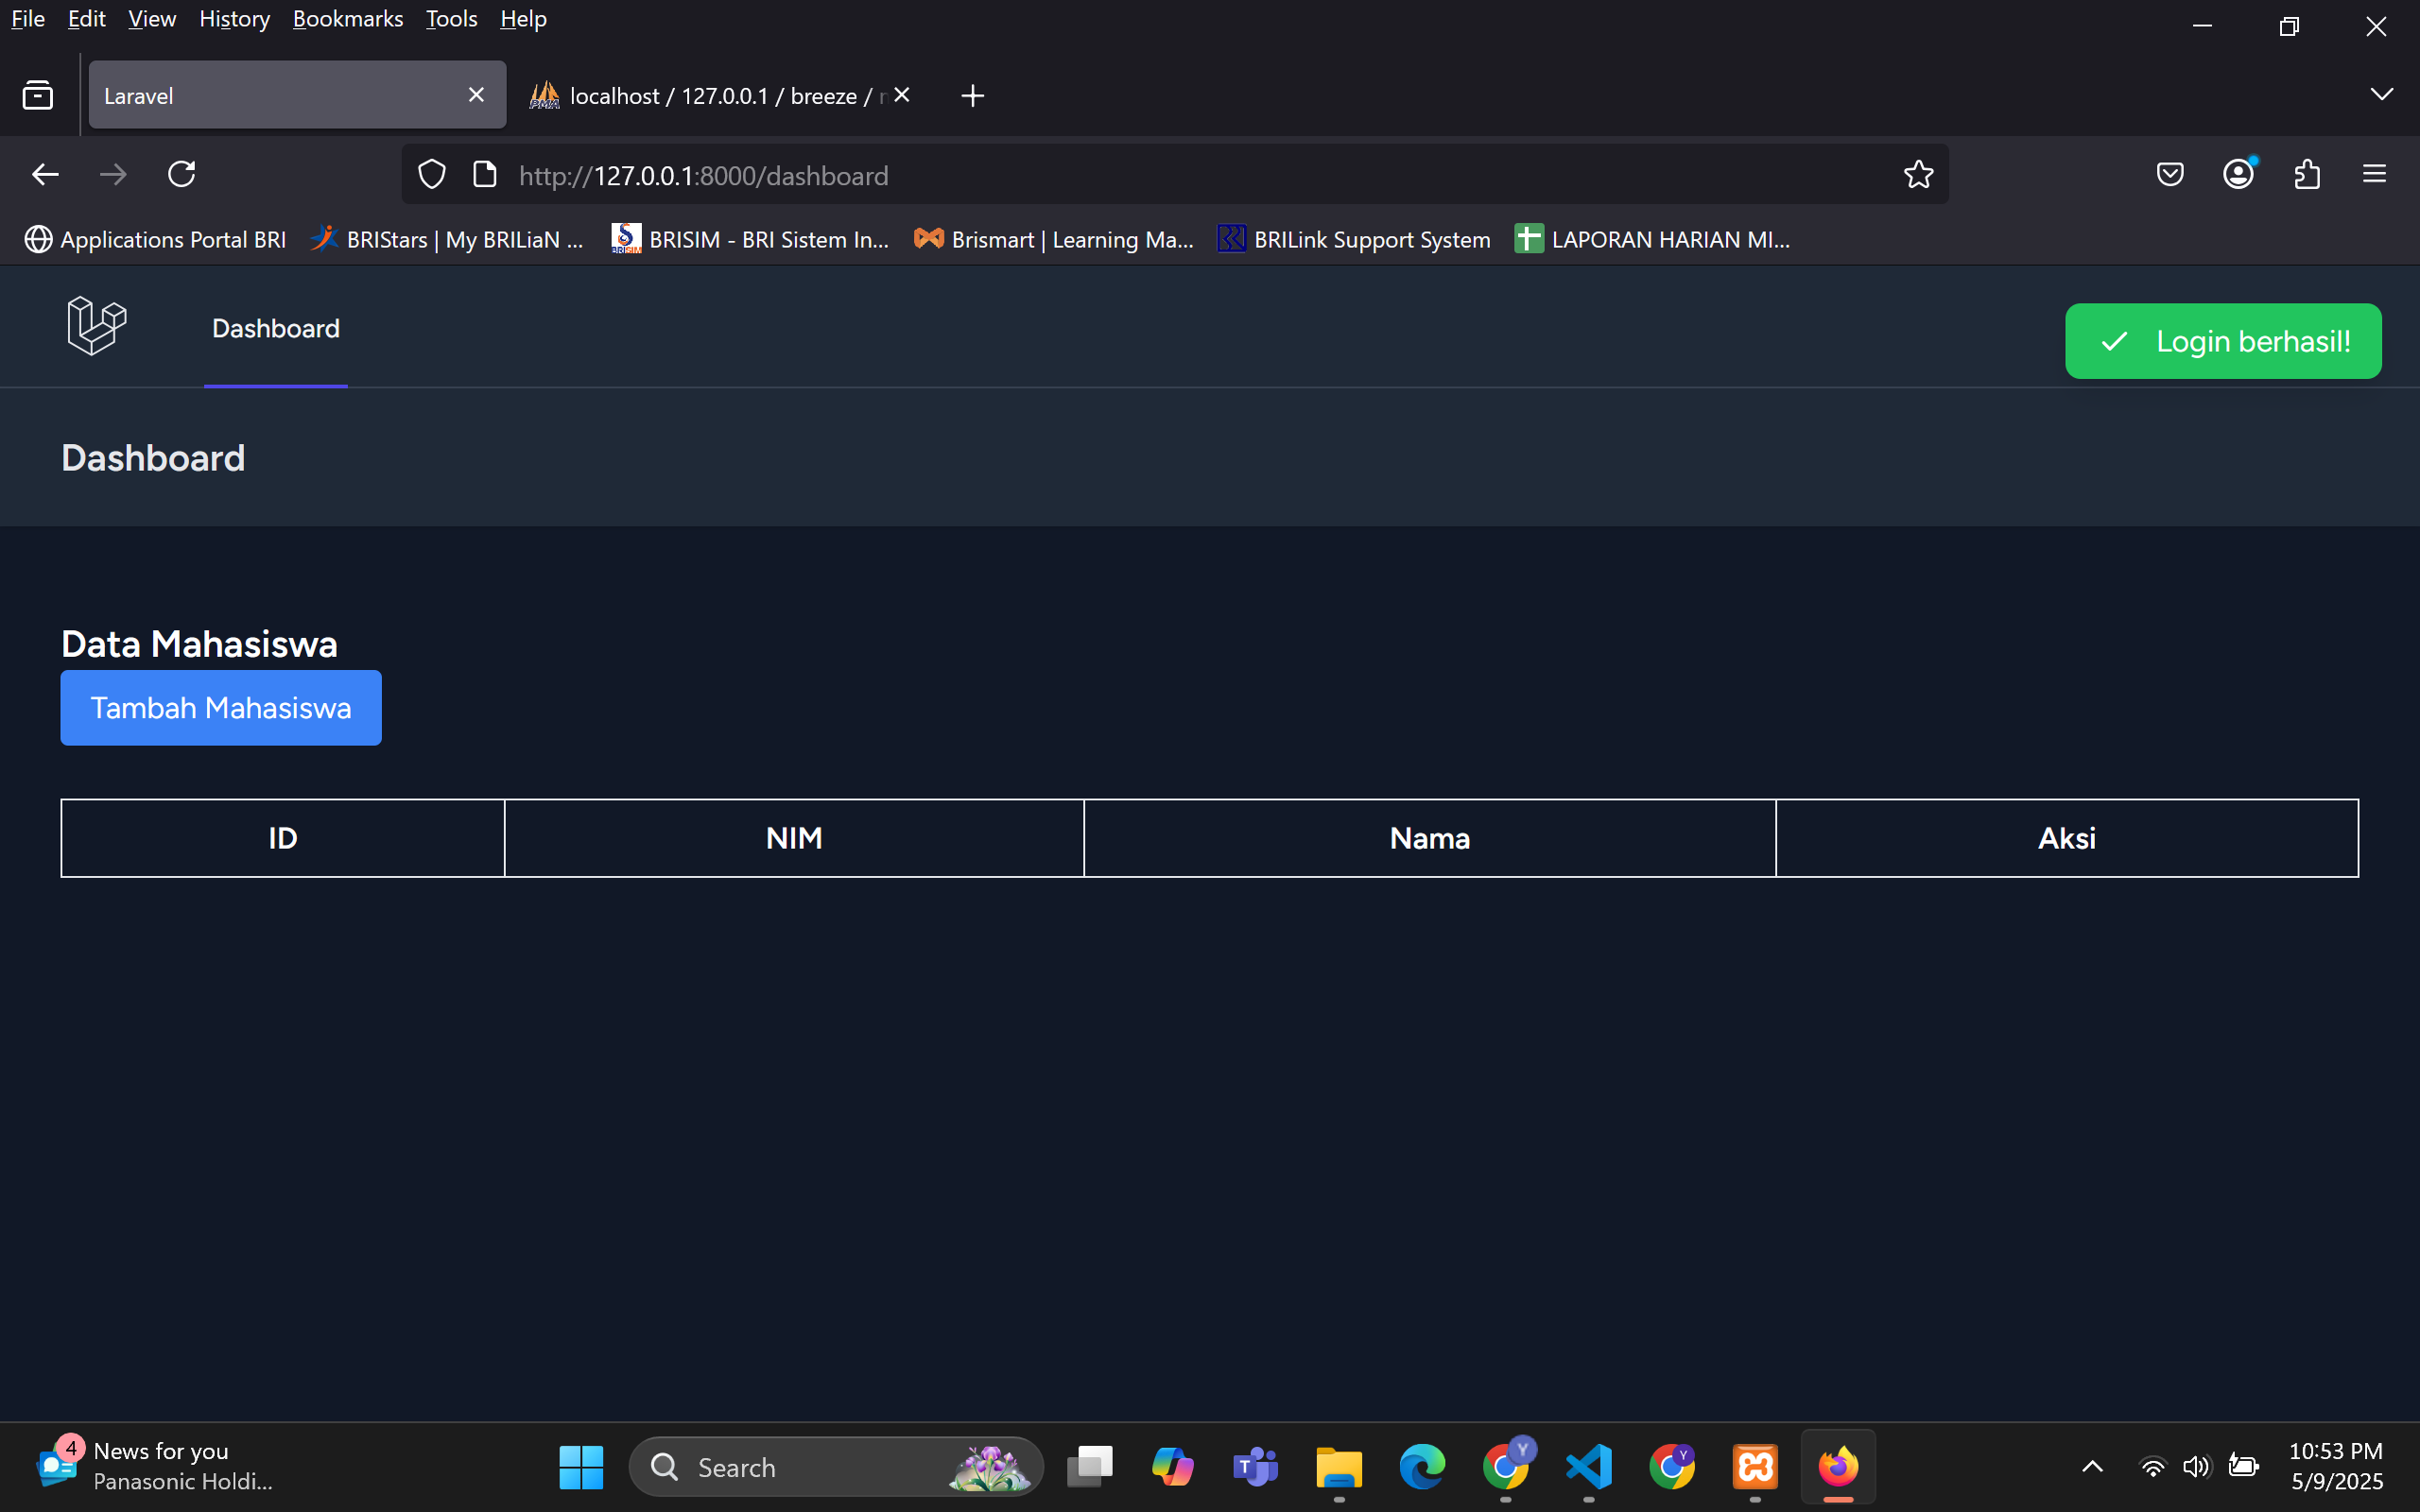 File Edit View History Bookmarks Tools Help
Laravel
localhost / 127.0.0.1 / breeze /
http://127.0.0.1:8000/dashboard
Applications Portal BRI
BRIStars | My BRILiaN ...
BRISIM - BRI Sistem In...
Brismart | Learning Ma...
BRILink Support System
LAPORAN HARIAN MI...
Dashboard
Login berhasil!
Dashboard
Data Mahasiswa
Tambah Mahasiswa
ID NIM Nama Aksi
4
News for you
Panasonic Holdi...
Search
10:53 PM
5/9/2025